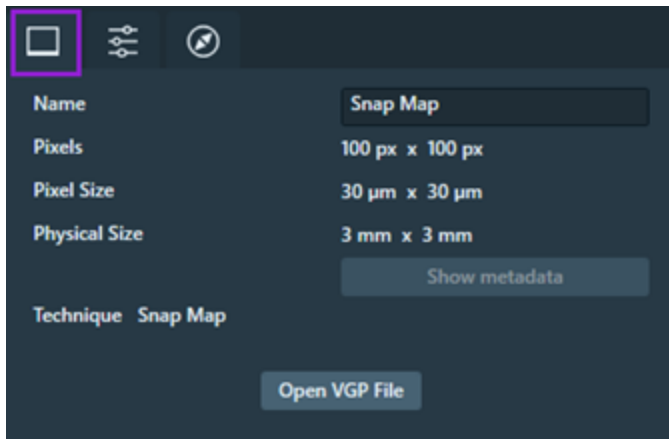 Name Snap Map
Pixels 100 px x 100 px
Pixel Size 30 µm x 30 µm
Physical Size 3 mm x 3 mm
Show metadata
Technique Snap Map
Open VGP File